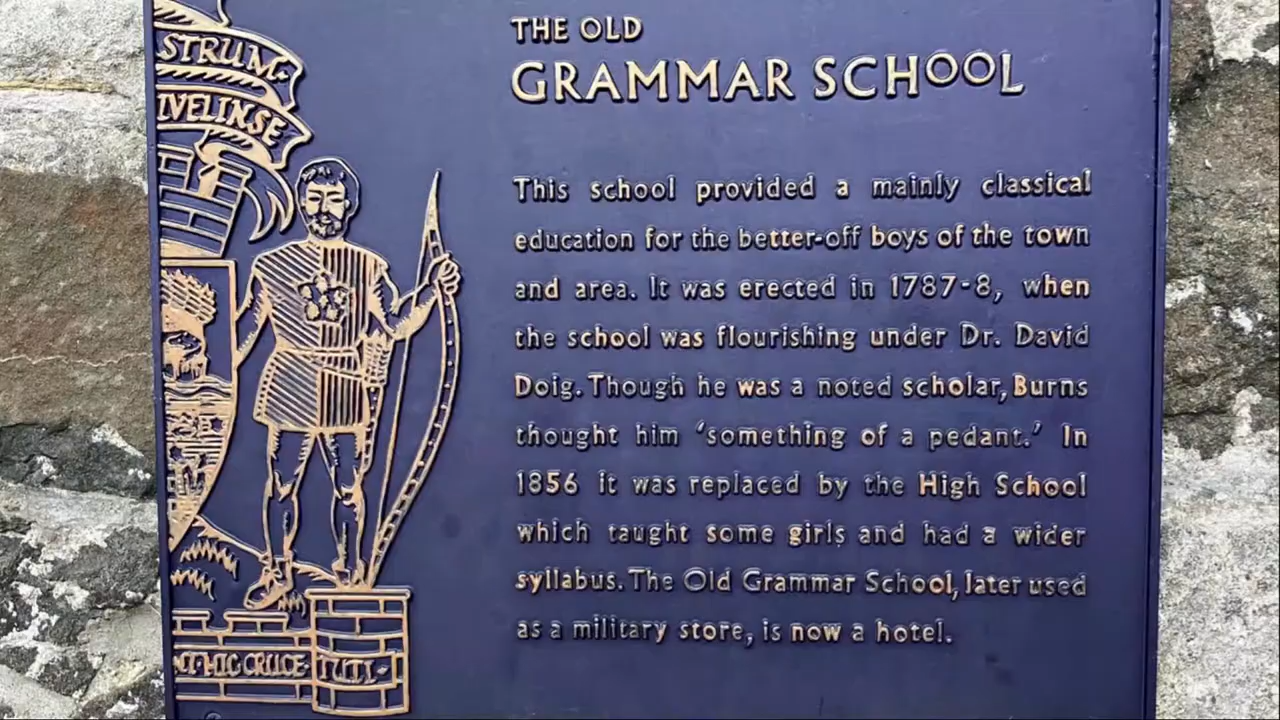 STRUM·
IVELINSE
THE OLD
GRAMMAR SCHOOL
This school provided a mainly classical
education for the better-off boys of the town
and area. It was erected in 1787-8, when
the school was flourishing under Dr. David
Doig. Though he was a noted scholar, Burns
thought him ‘something of a pedant.’ In
1856 it was replaced by the High School
which taught some girls and had a wider
syllabus. The Old Grammar School, later used
as a military store, is now a hotel.
HIC CRUCE TUTI·